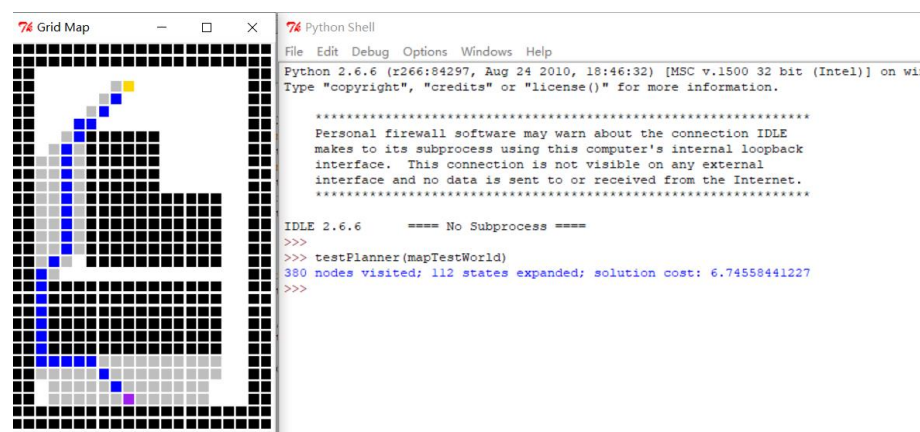 Grid Map
Python Shell
File Edit Debug Options Windows Help
Python 2.6.6 (r266:84297, Aug 24 2010, 18:46:32) [MSC v.1500 32 bit (Intel)] on wi
Type "copyright", "credits" or "license()" for more information.
****************************************************************
Personal firewall software may warn about the connection IDLE
makes to its subprocess using this computer's internal loopback
interface. This connection is not visible on any external
interface and no data is sent to or received from the Internet.
****************************************************************
IDLE 2.6.6 ==== No Subprocess ====
>>>
>>> testPlanner(mapTestWorld)
380 nodes visited; 112 states expanded; solution cost: 6.74558441227
>>>